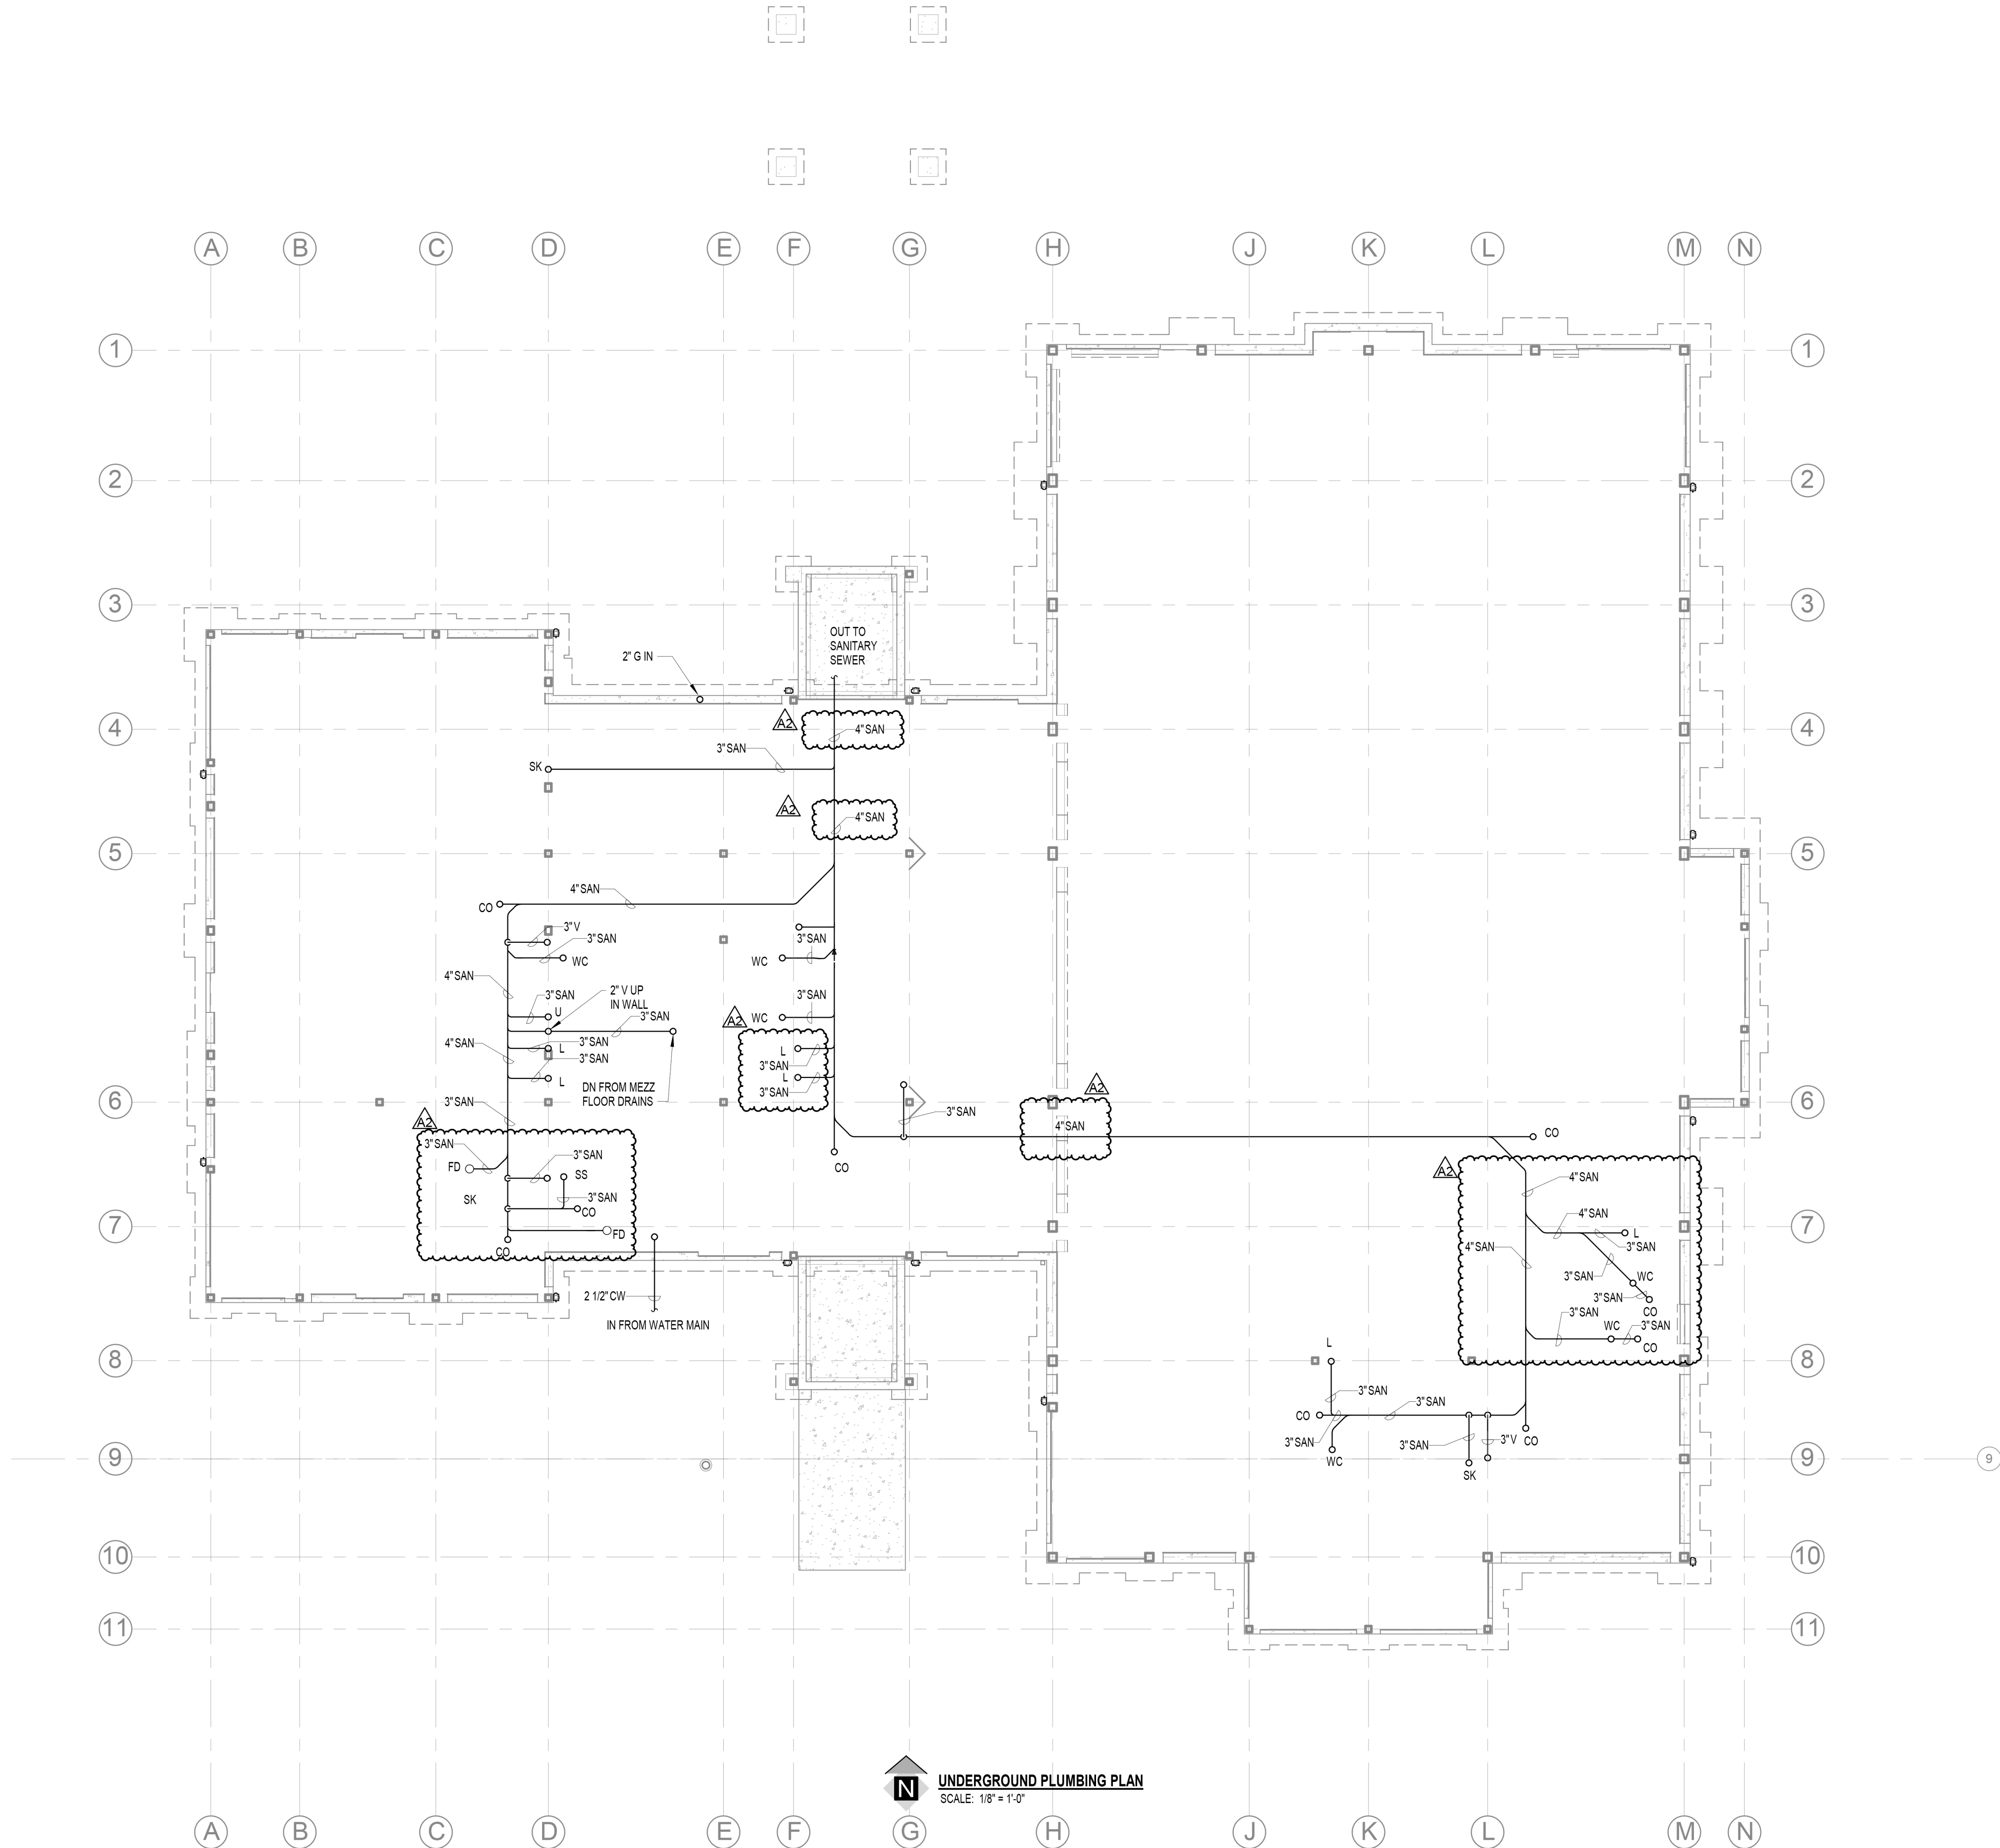 A B C D E F G H J K L M N
1 1
2 2
3 3
OUT TO
SANITARY
SEWER
2" G IN
A2
4"SAN
4 4
3"SAN
SK
A2
4"SAN
5 5
4"SAN
CO
3"V
3"SAN
WC
3"SAN
WC
4"SAN
3"SAN
U
2" V UP
IN WALL
3"SAN
3"SAN
WC
A2
4"SAN
3"SAN
L
3"SAN
L
DN FROM MEZZ
FLOOR DRAINS
L
3"SAN
L
3"SAN
A2
3"SAN
6 6
3"SAN
A2
4"SAN
CO
CO
3"SAN
FD
3"SAN
SS
SK
3"SAN
CO
FD
CO
A2
4"SAN
4"SAN
L
3"SAN
4"SAN
3"SAN
WC
3"SAN
CO
3"SAN
WC
3"SAN
CO
7 7
2 1/2" CW
IN FROM WATER MAIN
8 8
L
3"SAN
3"SAN
CO
3"SAN
WC
3"SAN
3"V
CO
SK
9 9 9
10 10
11 11
N
UNDERGROUND PLUMBING PLAN
SCALE: 1/8" = 1'-0"
A B C D E F G H J K L M N